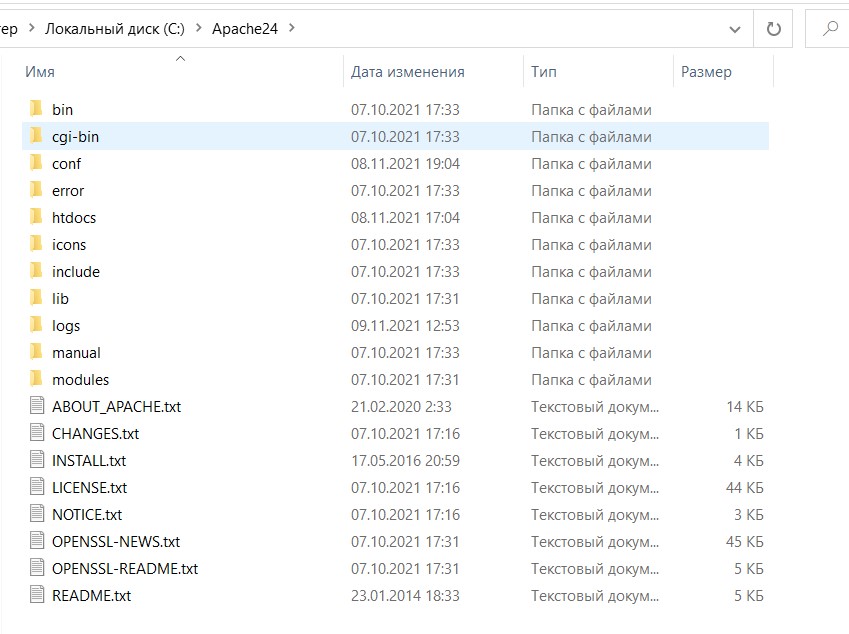 тер > Локальный диск (C:) > Apache24 >
Имя Дата изменения Тип Размер
bin 07.10.2021 17:33 Папка с файлами
cgi-bin 07.10.2021 17:33 Папка с файлами
conf 08.11.2021 19:04 Папка с файлами
error 07.10.2021 17:33 Папка с файлами
htdocs 08.11.2021 17:04 Папка с файлами
icons 07.10.2021 17:33 Папка с файлами
include 07.10.2021 17:33 Папка с файлами
lib 07.10.2021 17:31 Папка с файлами
logs 09.11.2021 12:53 Папка с файлами
manual 07.10.2021 17:33 Папка с файлами
modules 07.10.2021 17:31 Папка с файлами
ABOUT_APACHE.txt 21.02.2020 2:33 Текстовый докум... 14 КБ
CHANGES.txt 07.10.2021 17:16 Текстовый докум... 1 КБ
INSTALL.txt 17.05.2016 20:59 Текстовый докум... 4 КБ
LICENSE.txt 07.10.2021 17:16 Текстовый докум... 44 КБ
NOTICE.txt 07.10.2021 17:16 Текстовый докум... 3 КБ
OPENSSL-NEWS.txt 07.10.2021 17:31 Текстовый докум... 45 КБ
OPENSSL-README.txt 07.10.2021 17:31 Текстовый докум... 5 КБ
README.txt 23.01.2014 18:33 Текстовый докум... 5 КБ